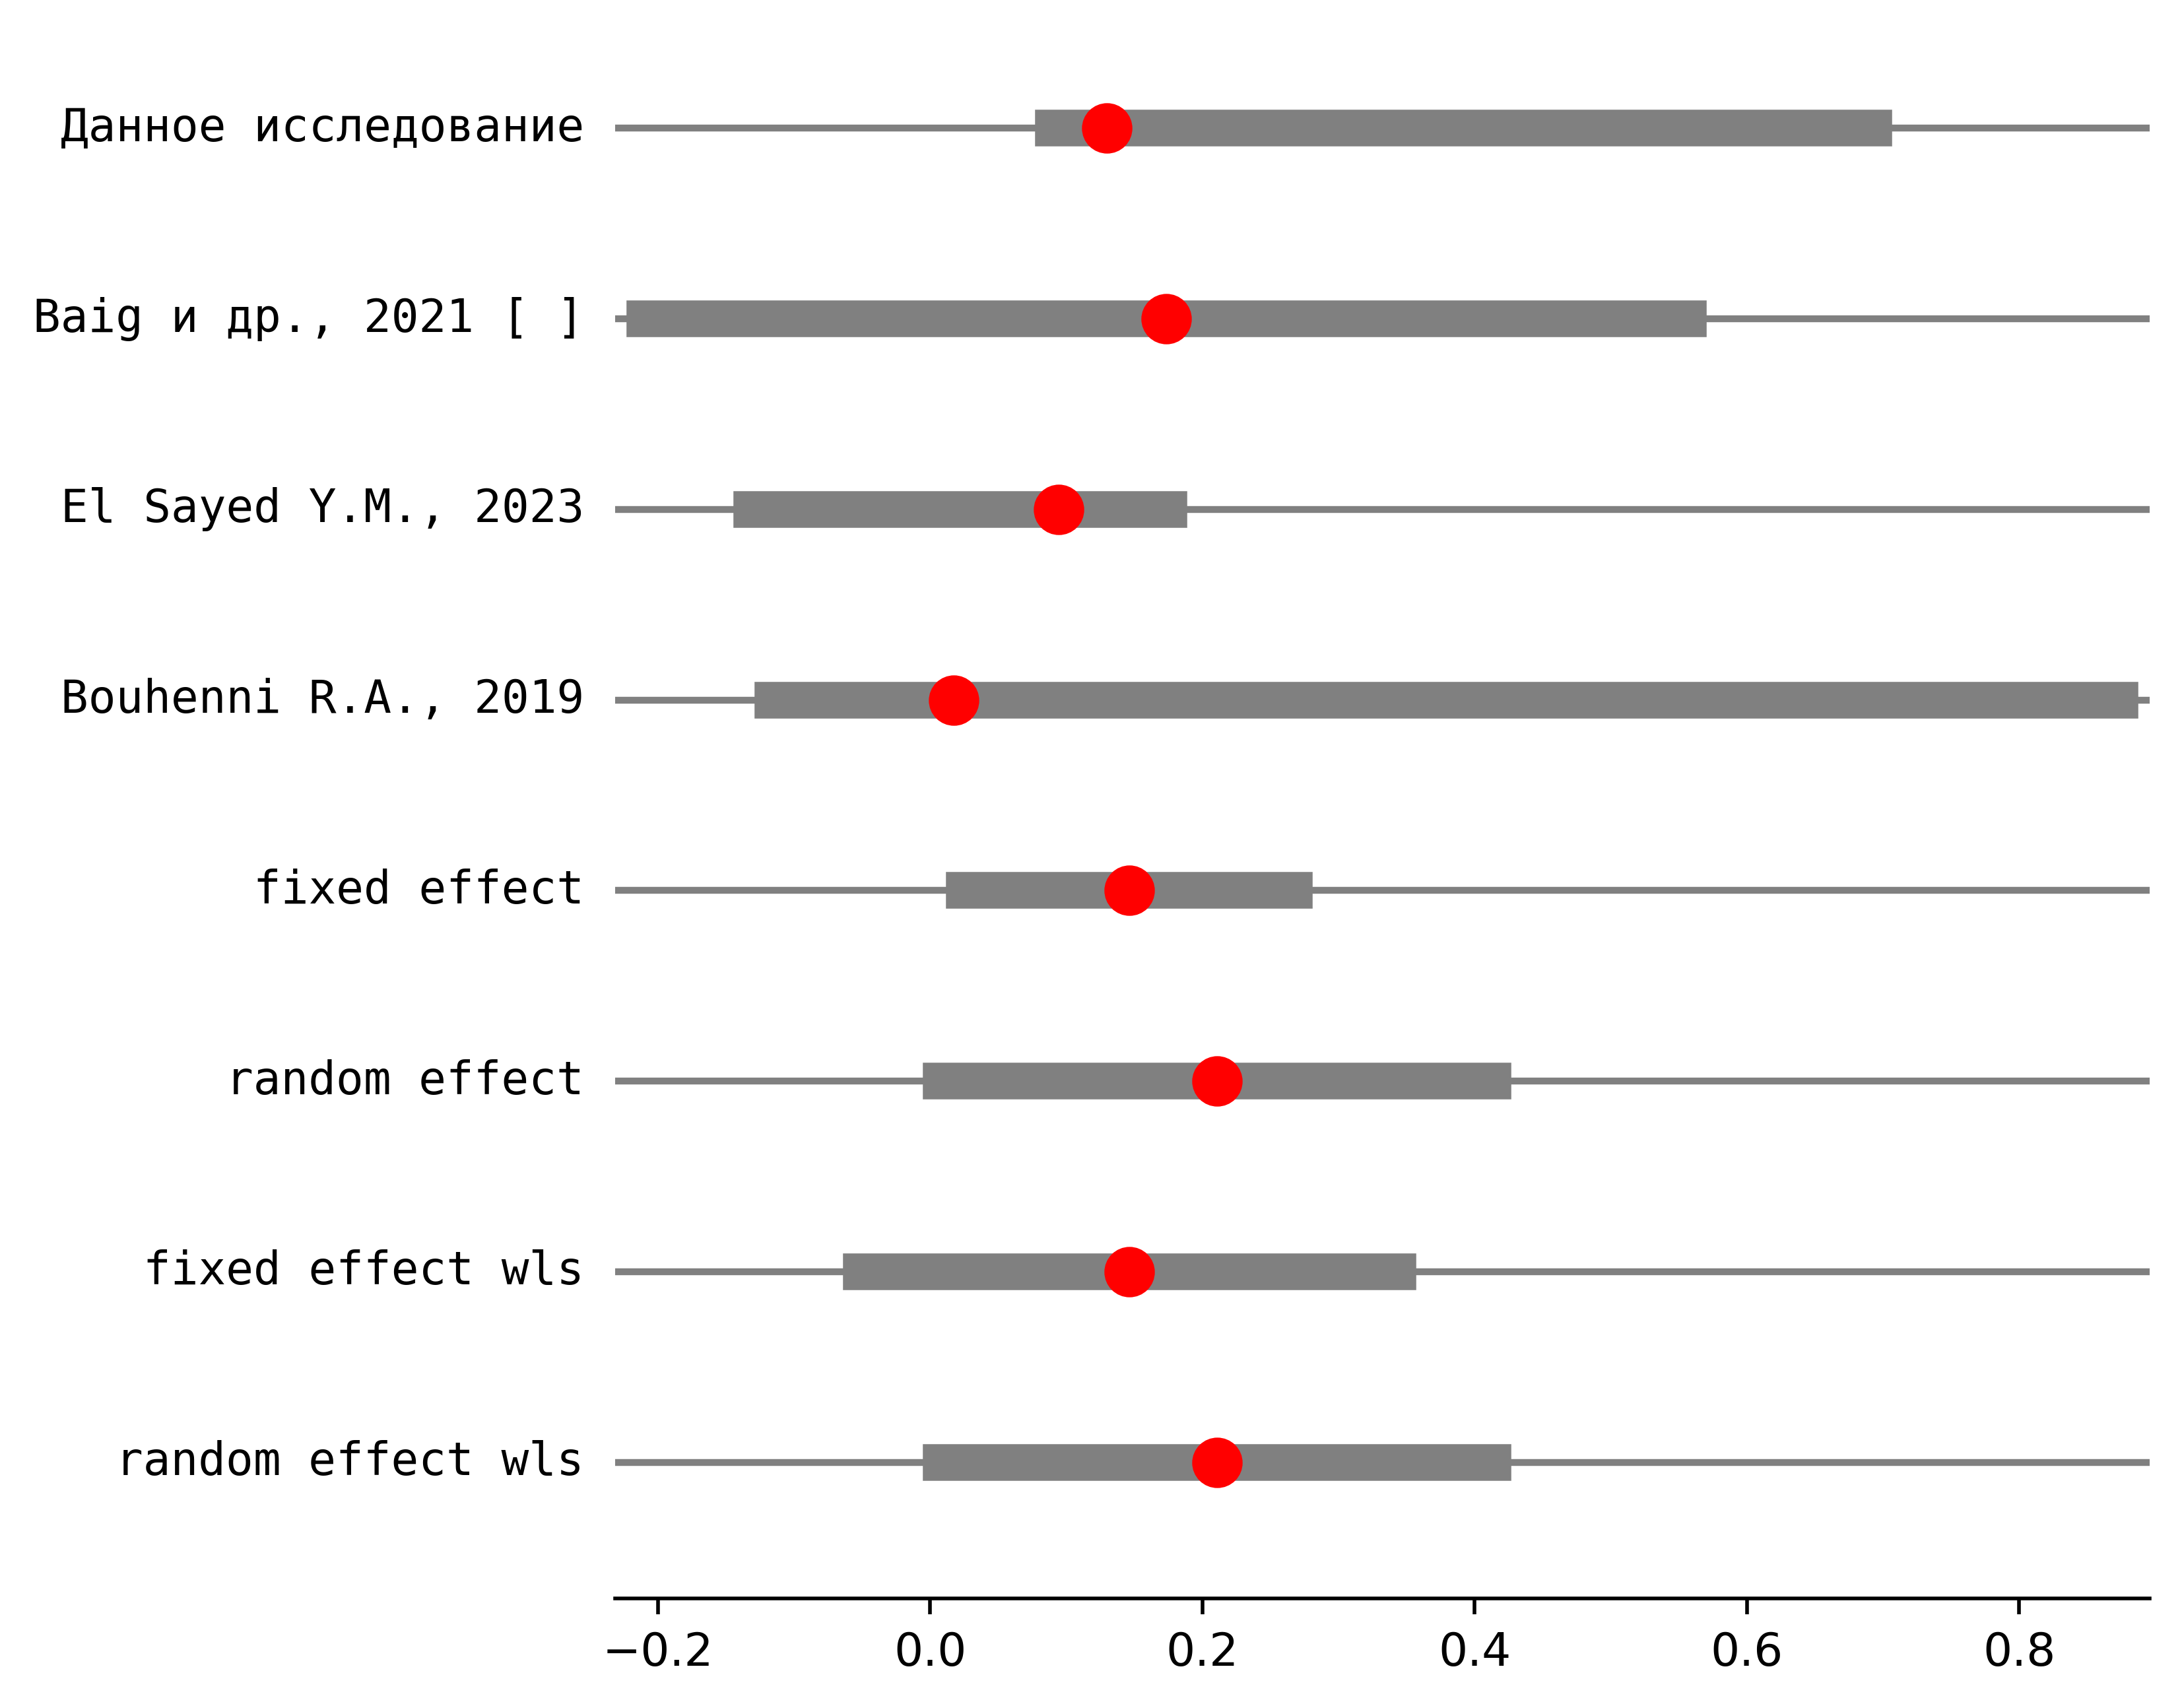 Данное исследование
Baig и др., 2021 [ ]
El Sayed Y.M., 2023
Bouhenni R.A., 2019
fixed effect
random effect
fixed effect wls
random effect wls
−0.2 0.0 0.2 0.4 0.6 0.8